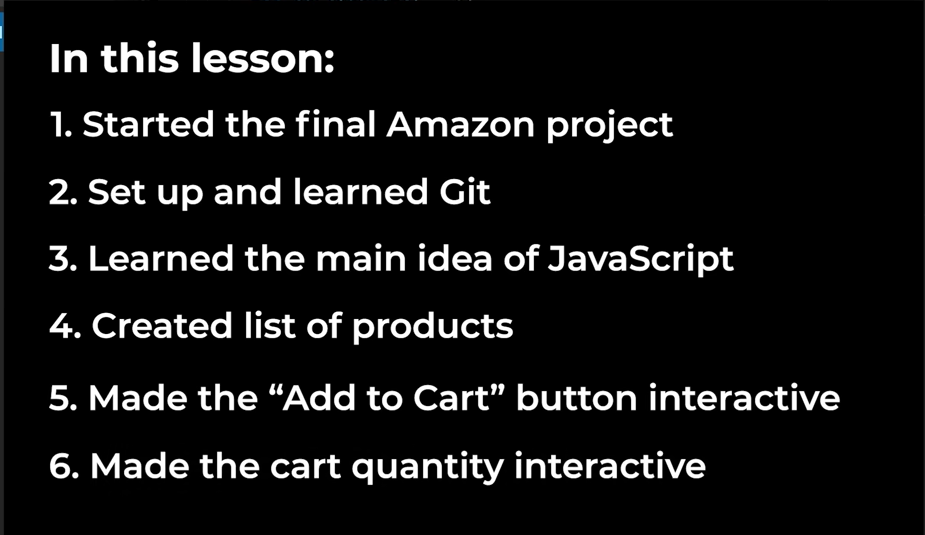 In this lesson:
1. Started the final Amazon project
2. Set up and learned Git
3. Learned the main idea of JavaScript
4. Created list of products
5. Made the “Add to Cart” button interactive
6. Made the cart quantity interactive